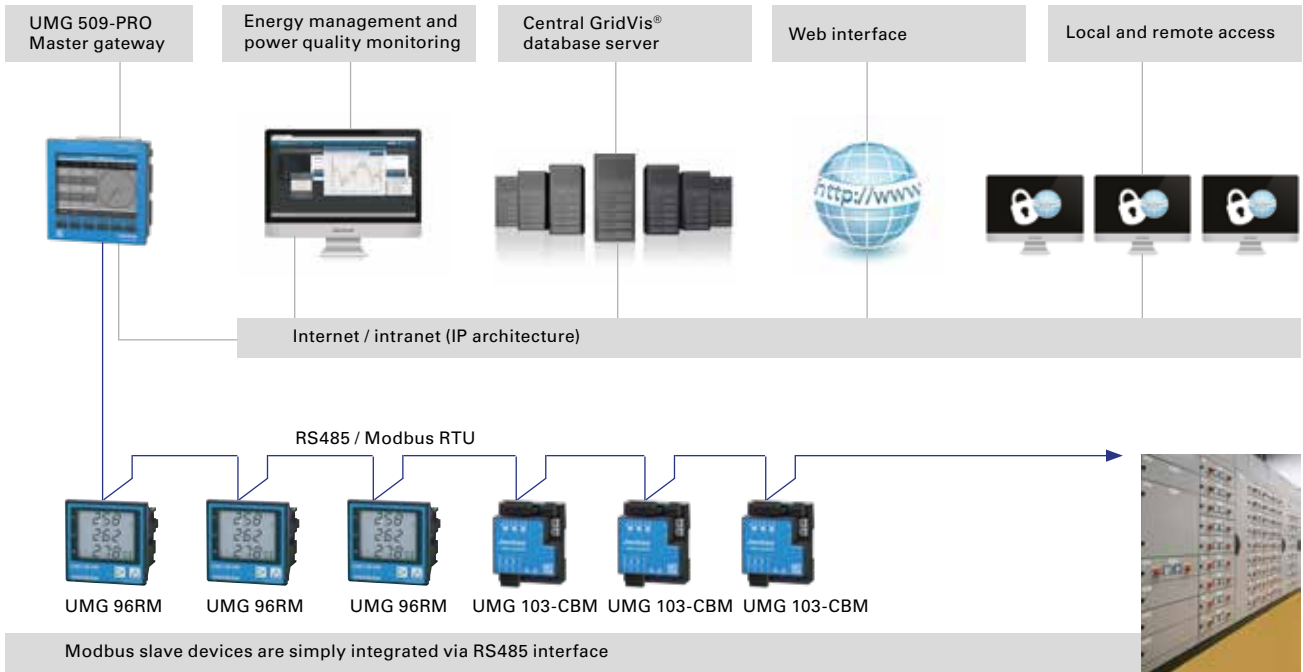 UMG 509-PRO
Master gateway
Energy management and
power quality monitoring
Central GridVis®
database server
Web interface
Local and remote access
http://www
Internet / intranet (IP architecture)
RS485 / Modbus RTU
258
262
278
258
262
278
258
262
278
UMG 96RM
UMG 96RM
UMG 96RM
UMG 103-CBM
UMG 103-CBM
UMG 103-CBM
Modbus slave devices are simply integrated via RS485 interface